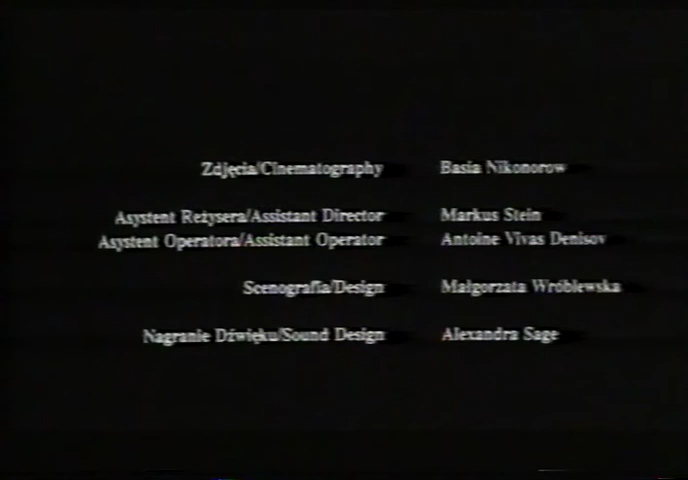 Zdjęcia/Cinematography Basia Nikonorow
Asystent Reżysera/Assistant Director Markus Stein
Asystent Operatora/Assistant Operator Antoine Vivas Denisov
Scenografia/Design Małgorzata Wróblewska
Nagranie Dźwięku/Sound Design Alexandra Sage